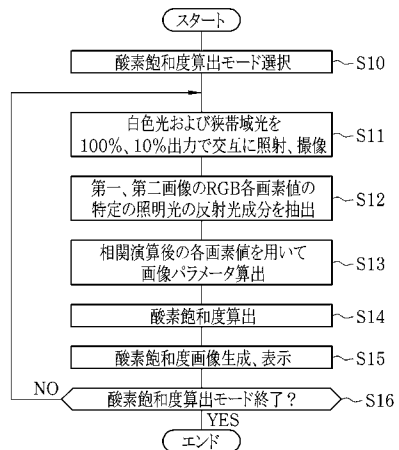 スタート
酸素飽和度算出モード選択 S10
白色光および狭帯域光を
100%、10%出力で交互に照射、撮像 S11
第一、第二画像のRGB各画素値の
特定の照明光の反射光成分を抽出 S12
相関演算後の各画素値を用いて
画像パラメータ算出 S13
酸素飽和度算出 S14
酸素飽和度画像生成、表示 S15
NO 酸素飽和度算出モード終了? S16
YES
エンド